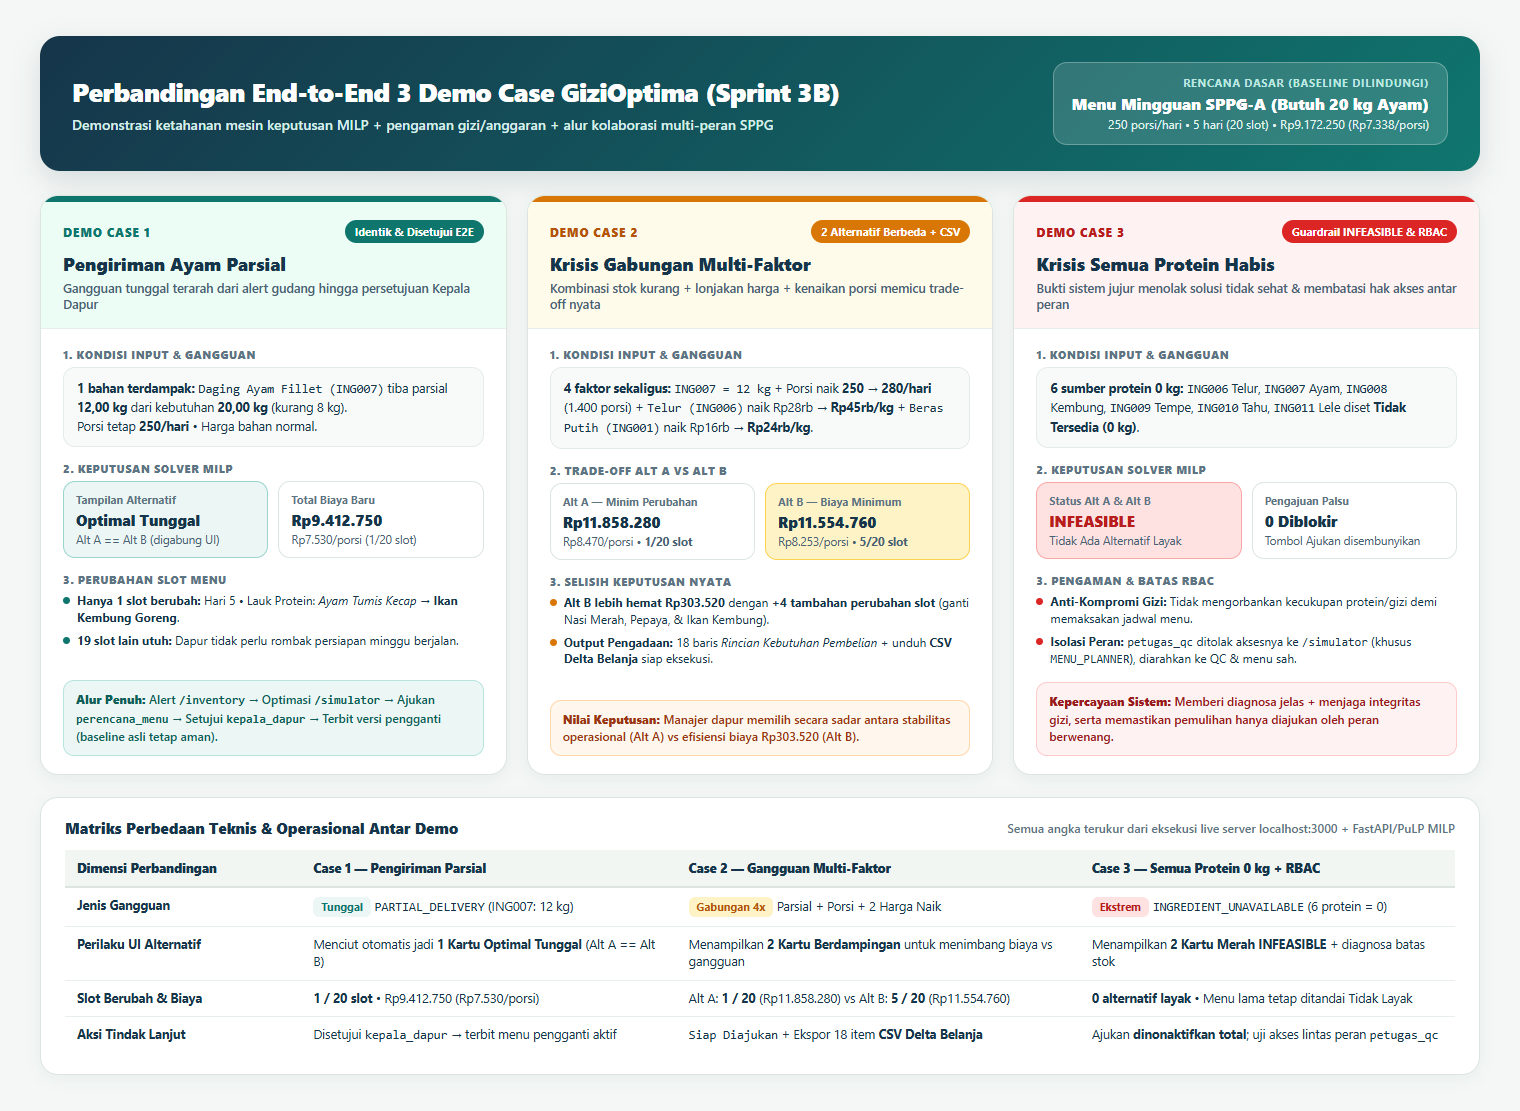 Perbandingan End-to-End 3 Demo Case GiziOptima (Sprint 3B)
Demonstrasi ketahanan mesin keputusan MILP + pengaman gizi/anggaran + alur kolaborasi multi-peran SPPG
RENCANA DASAR (BASELINE DILINDUNGI)
Menu Mingguan SPPG-A (Butuh 20 kg Ayam)
250 porsi/hari • 5 hari (20 slot) • Rp9.172.250 (Rp7.338/porsi)
DEMO CASE 1
Identik & Disetujui E2E
Pengiriman Ayam Parsial
Gangguan tunggal terarah dari alert gudang hingga persetujuan Kepala
Dapur
1. KONDISI INPUT & GANGGUAN
1 bahan terdampak: Daging Ayam Fillet (ING007) tiba parsial
12,00 kg dari kebutuhan 20,00 kg (kurang 8 kg).
Porsi tetap 250/hari • Harga bahan normal.
2. KEPUTUSAN SOLVER MILP
Tampilan Alternatif
Optimal Tunggal
Alt A == Alt B (digabung UI)
Total Biaya Baru
Rp9.412.750
Rp7.530/porsi (1/20 slot)
3. PERUBAHAN SLOT MENU
Hanya 1 slot berubah: Hari 5 • Lauk Protein: Ayam Tumis Kecap → Ikan
Kembung Goreng.
19 slot lain utuh: Dapur tidak perlu rombak persiapan minggu berjalan.
Alur Penuh: Alert /inventory → Optimasi /simulator → Ajukan
perencana_menu → Setujui kepala_dapur → Terbit versi pengganti
(baseline asli tetap aman).
DEMO CASE 2
2 Alternatif Berbeda + CSV
Krisis Gabungan Multi-Faktor
Kombinasi stok kurang + lonjakan harga + kenaikan porsi memicu trade-
off nyata
1. KONDISI INPUT & GANGGUAN
4 faktor sekaligus: ING007 = 12 kg + Porsi naik 250 → 280/hari
(1.400 porsi) + Telur (ING006) naik Rp28rb → Rp45rb/kg + Beras
Putih (ING001) naik Rp16rb → Rp24rb/kg.
2. TRADE-OFF ALT A VS ALT B
Alt A — Minim Perubahan
Rp11.858.280
Rp8.470/porsi • 1/20 slot
Alt B — Biaya Minimum
Rp11.554.760
Rp8.253/porsi • 5/20 slot
3. SELISIH KEPUTUSAN NYATA
Alt B lebih hemat Rp303.520 dengan +4 tambahan perubahan slot (ganti
Nasi Merah, Pepaya, & Ikan Kembung).
Output Pengadaan: 18 baris Rincian Kebutuhan Pembelian + unduh CSV
Delta Belanja siap eksekusi.
Nilai Keputusan: Manajer dapur memilih secara sadar antara stabilitas
operasional (Alt A) vs efisiensi biaya Rp303.520 (Alt B).
DEMO CASE 3
Guardrail INFEASIBLE & RBAC
Krisis Semua Protein Habis
Bukti sistem jujur menolak solusi tidak sehat & membatasi hak akses antar
peran
1. KONDISI INPUT & GANGGUAN
6 sumber protein 0 kg: ING006 Telur, ING007 Ayam, ING008
Kembung, ING009 Tempe, ING010 Tahu, ING011 Lele diset Tidak
Tersedia (0 kg).
2. KEPUTUSAN SOLVER MILP
Status Alt A & Alt B
INFEASIBLE
Tidak Ada Alternatif Layak
Pengajuan Palsu
0 Diblokir
Tombol Ajukan disembunyikan
3. PENGAMAN & BATAS RBAC
Anti-Kompromi Gizi: Tidak mengorbankan kecukupan protein/gizi demi
memaksakan jadwal menu.
Isolasi Peran: petugas_qc ditolak aksesnya ke /simulator (khusus
MENU_PLANNER), diarahkan ke QC & menu sah.
Kepercayaan Sistem: Memberi diagnosa jelas + menjaga integritas
gizi, serta memastikan pemulihan hanya diajukan oleh peran
berwenang.
Matriks Perbedaan Teknis & Operasional Antar Demo
Semua angka terukur dari eksekusi live server localhost:3000 + FastAPI/PuLP MILP
Dimensi Perbandingan
Case 1 — Pengiriman Parsial
Case 2 — Gangguan Multi-Faktor
Case 3 — Semua Protein 0 kg + RBAC
Jenis Gangguan
Tunggal PARTIAL_DELIVERY (ING007: 12 kg)
Gabungan 4x Parsial + Porsi + 2 Harga Naik
Ekstrem INGREDIENT_UNAVAILABLE (6 protein = 0)
Perilaku UI Alternatif
Menciut otomatis jadi 1 Kartu Optimal Tunggal (Alt A == Alt
B)
Menampilkan 2 Kartu Berdampingan untuk menimbang biaya vs
gangguan
Menampilkan 2 Kartu Merah INFEASIBLE + diagnosa batas
stok
Slot Berubah & Biaya
1 / 20 slot • Rp9.412.750 (Rp7.530/porsi)
Alt A: 1 / 20 (Rp11.858.280) vs Alt B: 5 / 20 (Rp11.554.760)
0 alternatif layak • Menu lama tetap ditandai Tidak Layak
Aksi Tindak Lanjut
Disetujui kepala_dapur → terbit menu pengganti aktif
Siap Diajukan + Ekspor 18 item CSV Delta Belanja
Ajukan dinonaktifkan total; uji akses lintas peran petugas_qc